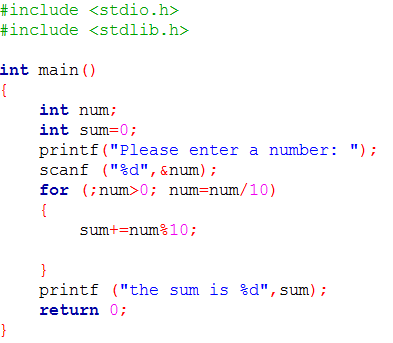 #include <stdio.h>
#include <stdlib.h>
int main()
{
int num;
int sum=0;
printf("Please enter a number: ");
scanf ("%d",&num);
for (;num>0; num=num/10)
{
sum+=num%10;
}
printf ("the sum is %d",sum);
return 0;
}